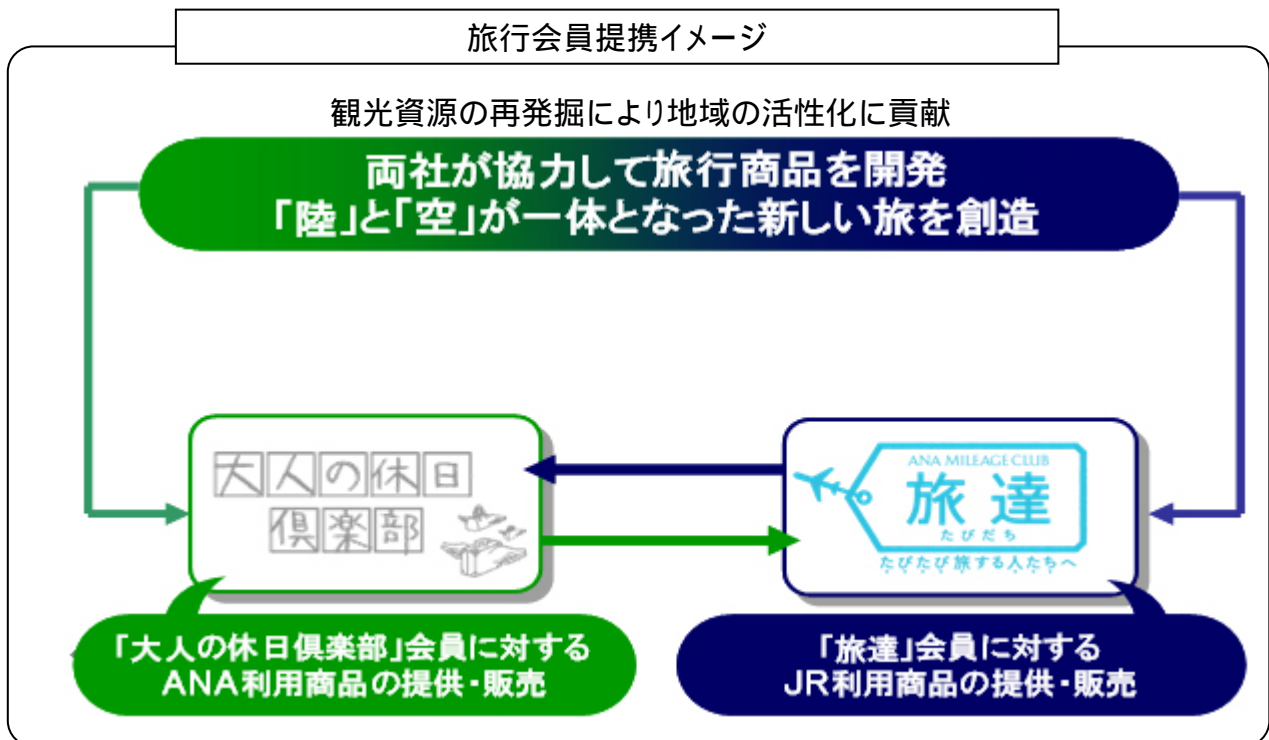 旅行会員提携イメージ
観光資源の再発掘により地域の活性化に貢献
両社が協力して旅行商品を開発
「陸」と「空」が一体となった新しい旅を創造
大人の休日
倶楽部
ANA MILEAGE CLUB
旅達
たびだち
たびたび旅する人たちへ
「大人の休日倶楽部」会員に対する
ANA利用商品の提供・販売
「旅達」会員に対する
JR利用商品の提供・販売